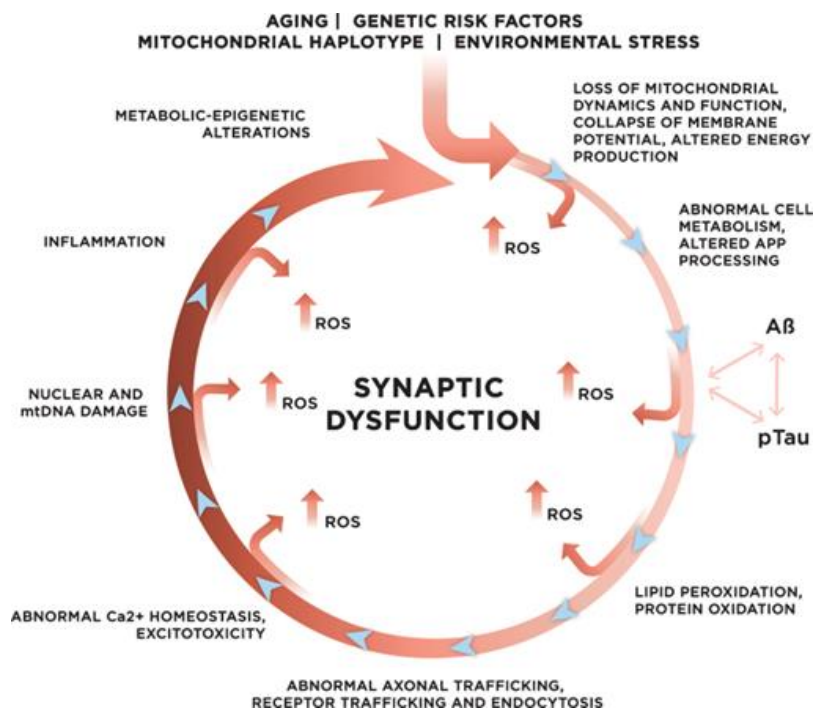 AGING | GENETIC RISK FACTORS
MITOCHONDRIAL HAPLOTYPE | ENVIRONMENTAL STRESS
LOSS OF MITOCHONDRIAL
DYNAMICS AND FUNCTION,
COLLAPSE OF MEMBRANE
POTENTIAL, ALTERED ENERGY
PRODUCTION
METABOLIC-EPIGENETIC
ALTERATIONS
ABNORMAL CELL
METABOLISM,
ALTERED APP
PROCESSING
INFLAMMATION
ROS
ROS
Aß
pTau
SYNAPTIC
DYSFUNCTION
ROS
ROS
NUCLEAR AND
mtDNA DAMAGE
ROS
ROS
LIPID PEROXIDATION,
PROTEIN OXIDATION
ABNORMAL Ca2+ HOMEOSTASIS,
EXCITOTOXICITY
ABNORMAL AXONAL TRAFFICKING,
RECEPTOR TRAFFICKING AND ENDOCYTOSIS